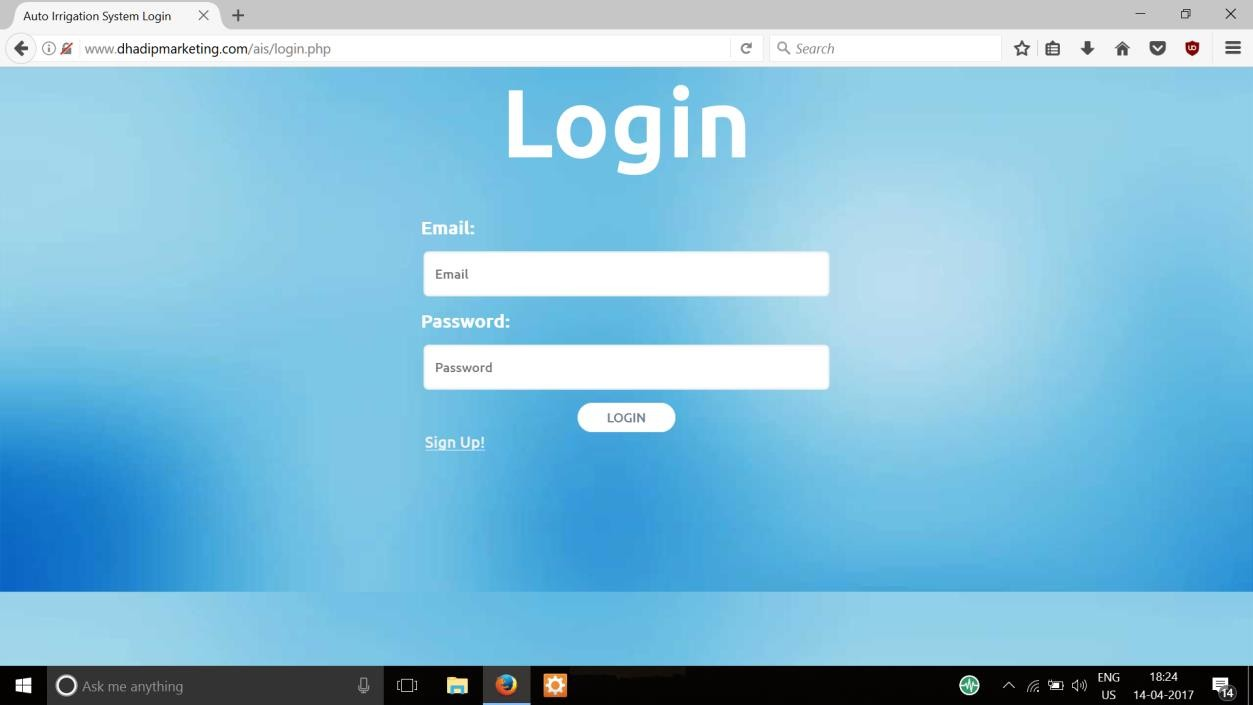 Auto Irrigation System Login
www.dhadipmarketing.com/ais/login.php
Search
Login
Email:
Email
Password:
Password
LOGIN
Sign Up!
Ask me anything
ENG
US
18:24
14-04-2017
14